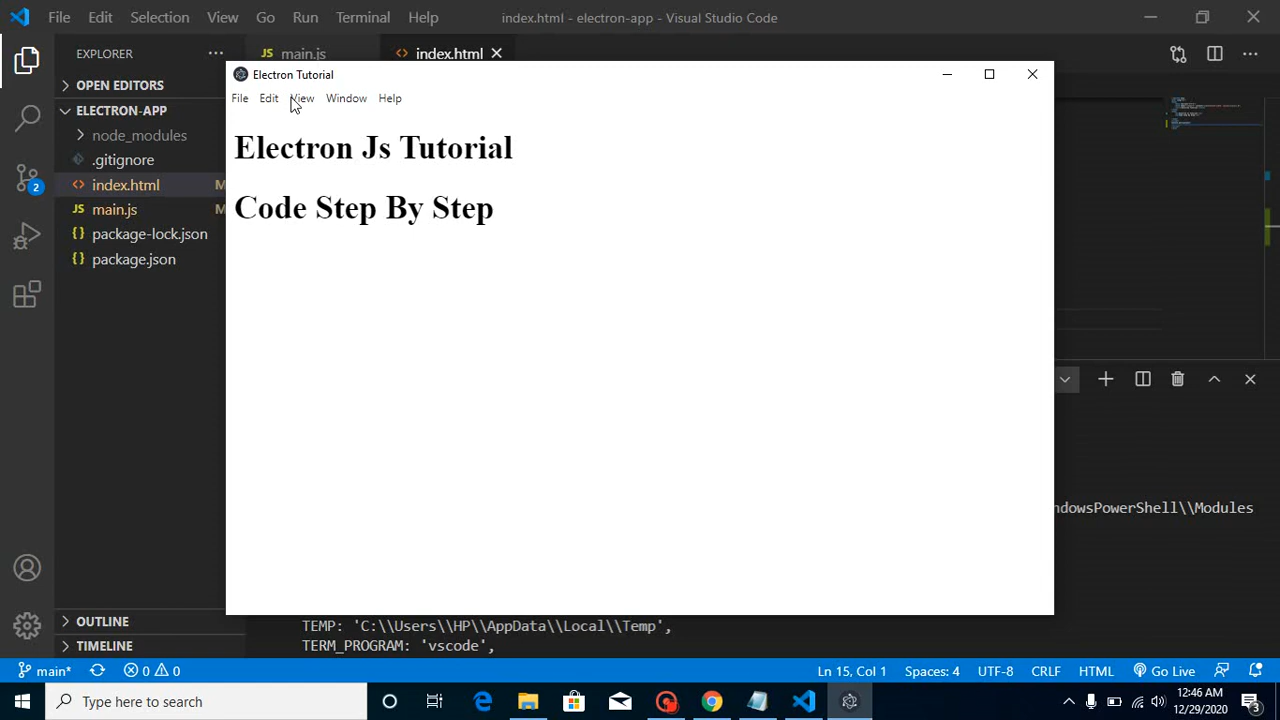 File Edit Selection View Go Run Terminal Help index.html - electron-app - Visual Studio Code
EXPLORER
main.js
index.html
OPEN EDITORS
ELECTRON-APP
node_modules
.gitignore
index.html M
main.js
package-lock.json
package.json
OUTLINE
TIMELINE
Electron Tutorial
File Edit View Window Help
Electron Js Tutorial
Code Step By Step
ndowsPowerShell\\Modules
TEMP: 'C:\\Users\\HP\\AppData\\Local\\Temp',
TERM_PROGRAM: 'vscode',
2
main* 0 0 Ln 15, Col 1 Spaces: 4 UTF-8 CRLF HTML Go Live
Type here to search
12:46 AM
12/29/2020
3